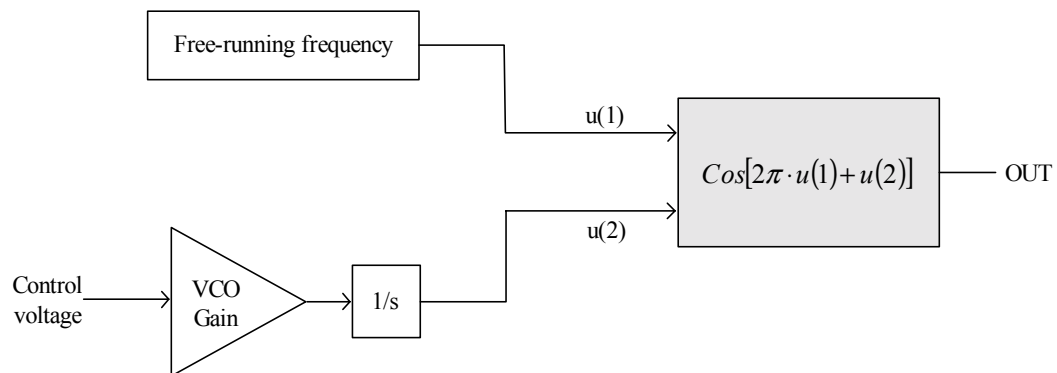 Free-running frequency
u(1)
Cos[2π · u(1)+u(2)]
OUT
u(2)
Control
voltage
VCO
Gain
1/s